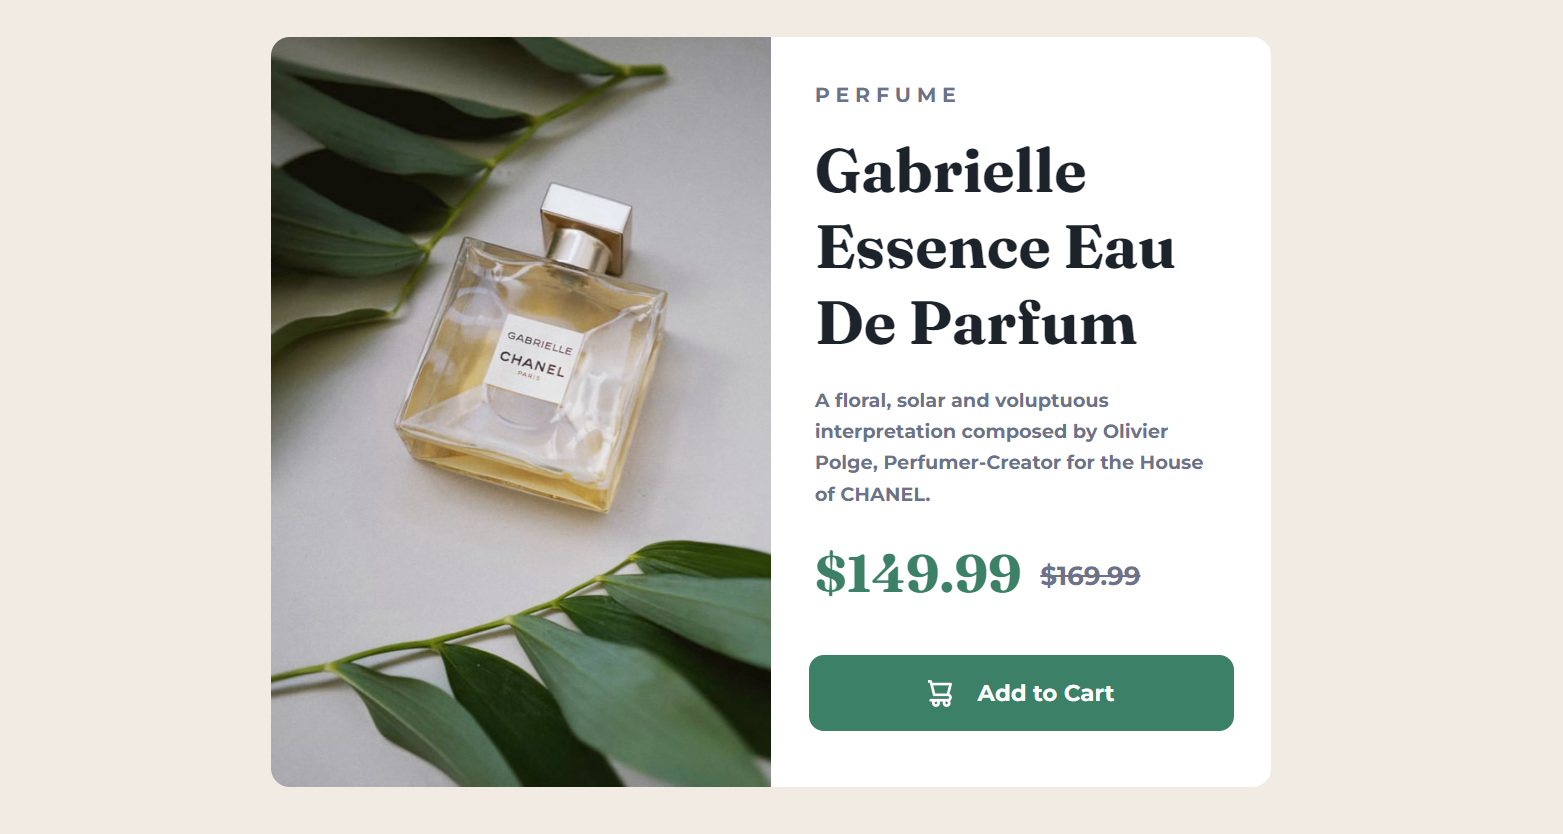 GABRIELLE
CHANEL
PARIS
PERFUME
Gabrielle
Essence Eau
De Parfum
A floral, solar and voluptuous
interpretation composed by Olivier
Polge, Perfumer-Creator for the House
of CHANEL.
$149.99 $169.99
Add to Cart